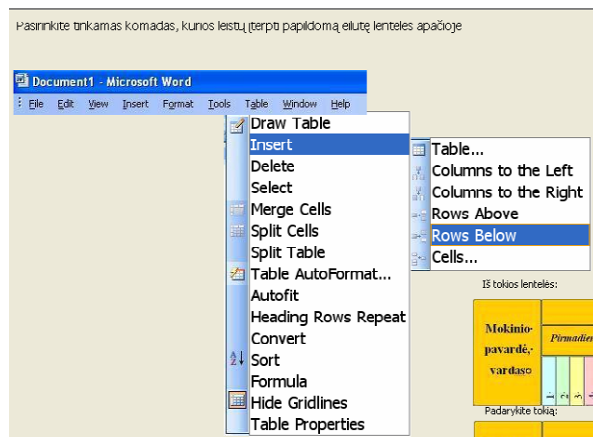 Pasirinkite tinkamas komadas, kurios leistų įterpti papildomą eilutę lentelės apačioje
Document1 - Microsoft Word
File Edit View Insert Format Tools Table Window Help
Draw Table
Insert
Delete
Select
Merge Cells
Split Cells
Split Table
Table AutoFormat...
Autofit
Heading Rows Repeat
Convert
Sort
Formula
Hide Gridlines
Table Properties
Table...
Columns to the Left
Columns to the Right
Rows Above
Rows Below
Cells...
Iš tokios lentelės:
Mokinio
pavardė,
vardas
Pirmadien
Padarykite tokią: